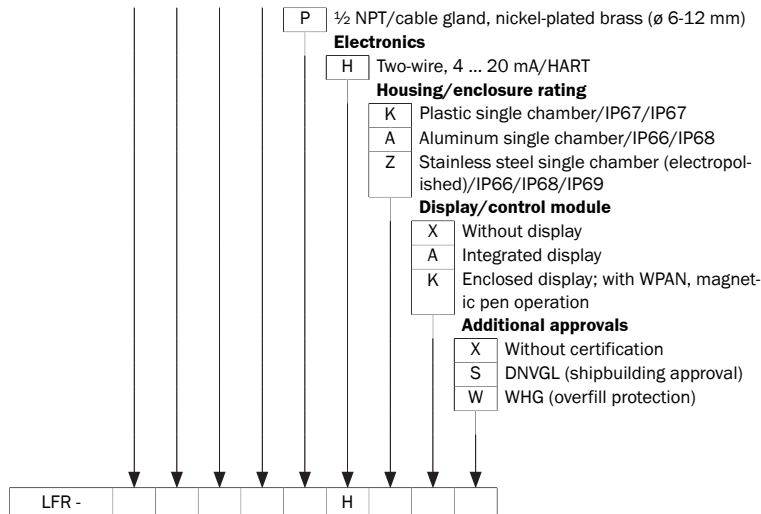 P ½ NPT/cable gland, nickel-plated brass (ø 6-12 mm)
Electronics
H Two-wire, 4 ... 20 mA/HART
Housing/enclosure rating
K Plastic single chamber/IP67/IP67
A Aluminum single chamber/IP66/IP68
Z Stainless steel single chamber (electropol-
ished)/IP66/IP68/IP69
Display/control module
X Without display
A Integrated display
K Enclosed display; with WPAN, magnet-
ic pen operation
Additional approvals
X Without certification
S DNVGL (shipbuilding approval)
W WHG (overfill protection)
LFR - H